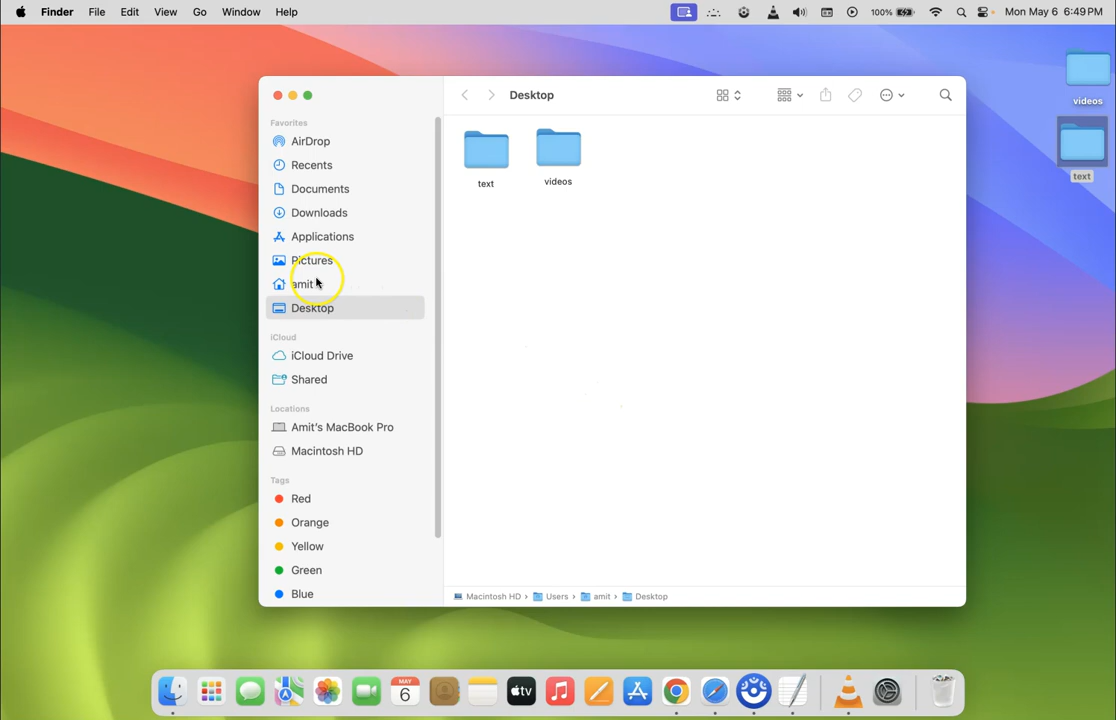 Finder File Edit View Go Window Help 100% Mon May 6 6:49 PM
Desktop
Favorites
AirDrop
Recents
Documents
Downloads
Applications
Pictures
amit
Desktop
iCloud
iCloud Drive
Shared
Locations
Amit's MacBook Pro
Macintosh HD
Tags
Red
Orange
Yellow
Green
Blue
text videos
Macintosh HD › Users › amit › Desktop
videos
text
MAY
6
tv